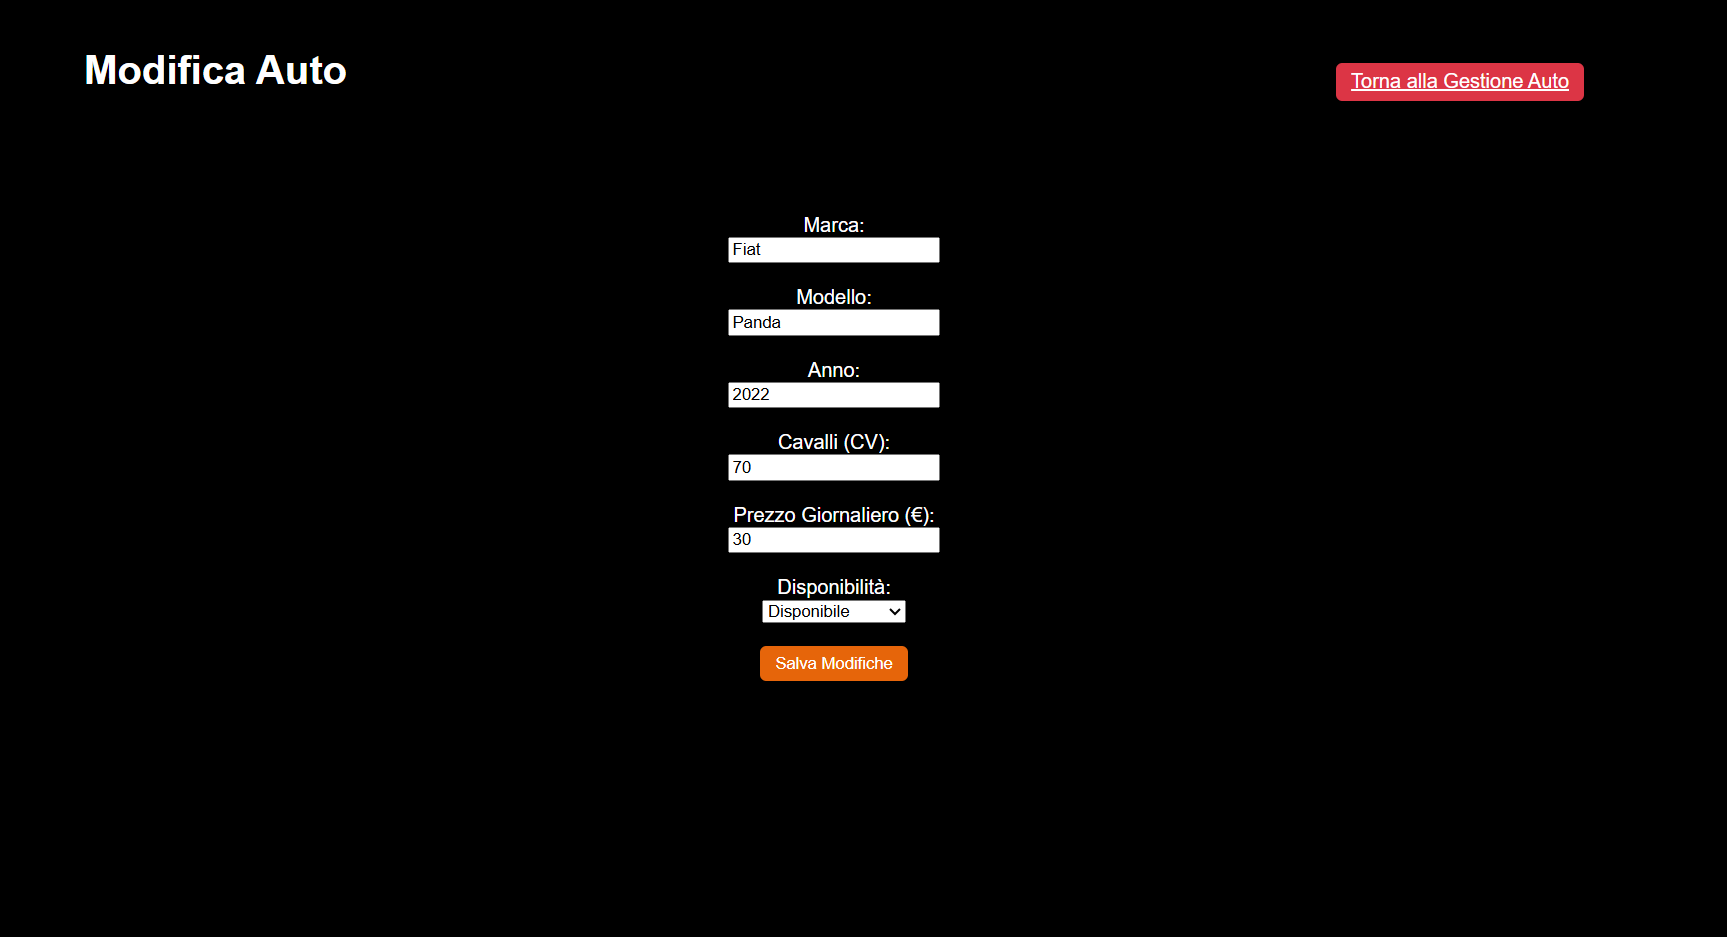 Modifica Auto
Torna alla Gestione Auto
Marca:
Fiat
Modello:
Panda
Anno:
2022
Cavalli (CV):
70
Prezzo Giornaliero (€):
30
Disponibilità:
Disponibile
Salva Modifiche